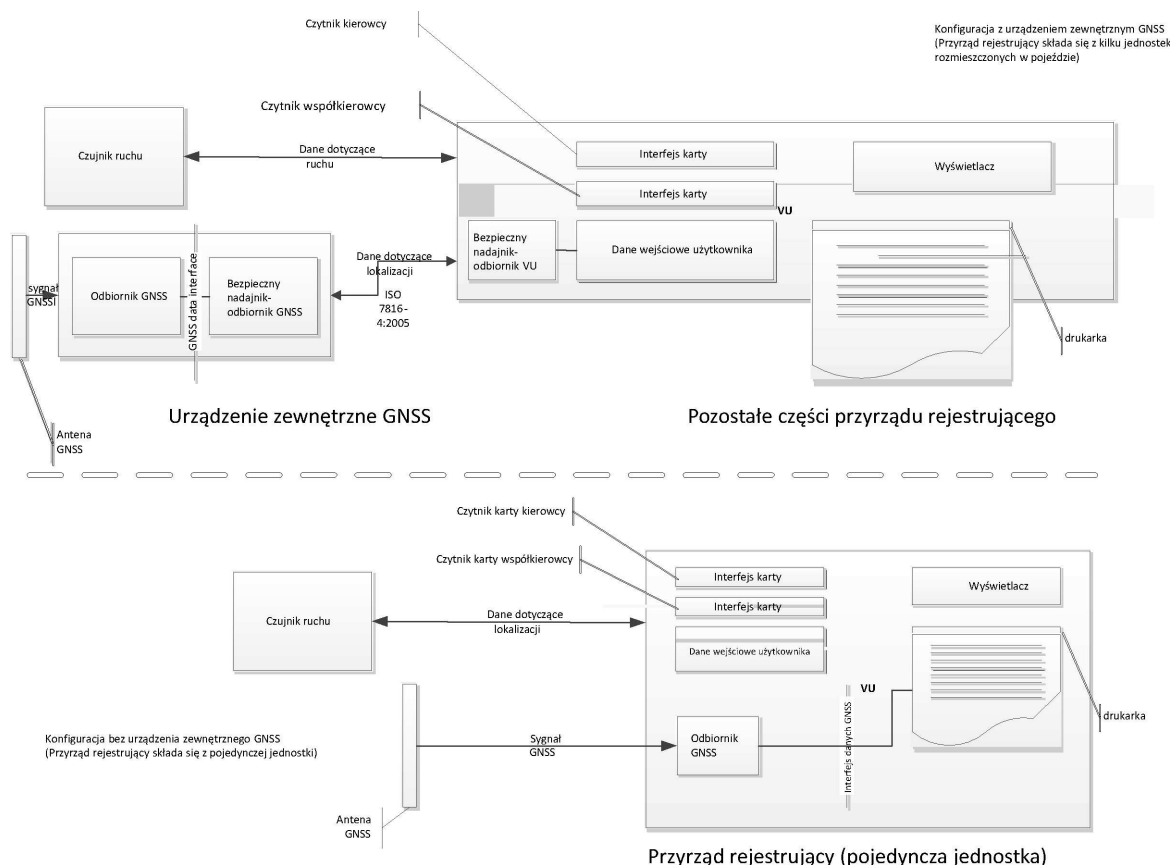 Czytnik kierowcy
Konfiguracja z urządzeniem zewnętrznym GNSS
(Przyrząd rejestrujący składa się z kilku jednostek
rozmieszczonych w pojeździe)
Czytnik współkierowcy
Czujnik ruchu
Dane dotyczące
ruchu
Interfejs karty
Wyświetlacz
Interfejs karty
VU
Bezpieczny
nadajnik-
odbiornik VU
Dane wejściowe użytkownika
sygnał
GNSSl
Odbiornik GNSS
GNSS data interface
Bezpieczny
nadajnik-
odbiornik GNSS
Dane dotyczące
lokalizacji
ISO
7816-
4:2005
drukarka
Urządzenie zewnętrzne GNSS
Pozostałe części przyrządu rejestrującego
Antena
GNSS
Czytnik karty kierowcy
Czytnik karty współkierowcy
Czujnik ruchu
Dane dotyczące
lokalizacji
Interfejs karty
Interfejs karty
Dane wejściowe użytkownika
Wyświetlacz
VU
drukarka
Konfiguracja bez urządzenia zewnętrznego GNSS
(Przyrząd rejestrujący składa się z pojedynczej jednostki)
Sygnał
GNSS
Odbiornik
GNSS
Interfejs danych GNSS
Antena
GNSS
Przyrząd rejestrujący (pojedyncza jednostka)